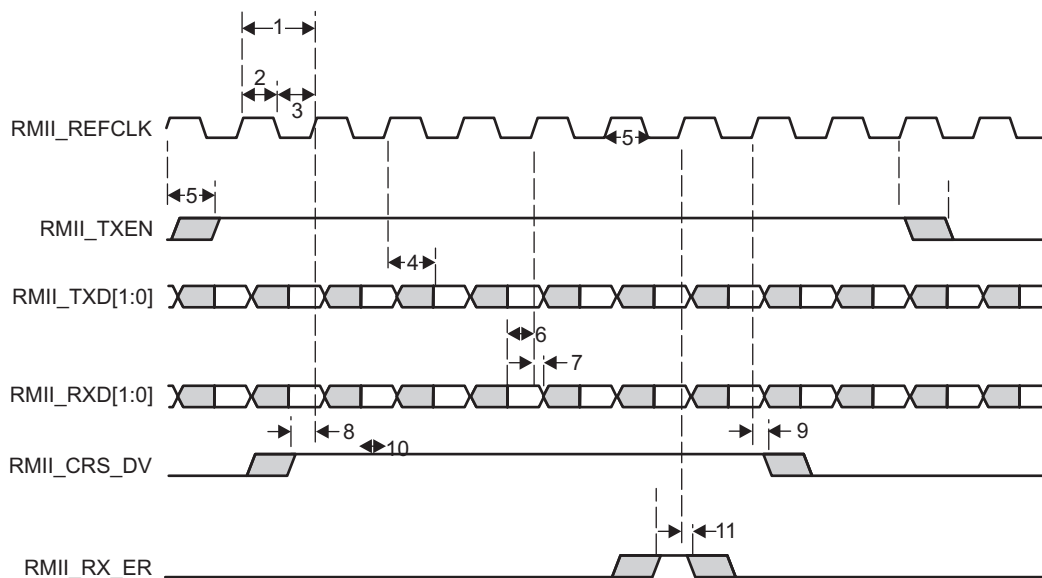 1
2
3
RMII_REFCLK
5
5
RMII_TXEN
4
RMII_TXD[1:0]
6
7
RMII_RXD[1:0]
8
9
10
RMII_CRS_DV
11
RMII_RX_ER